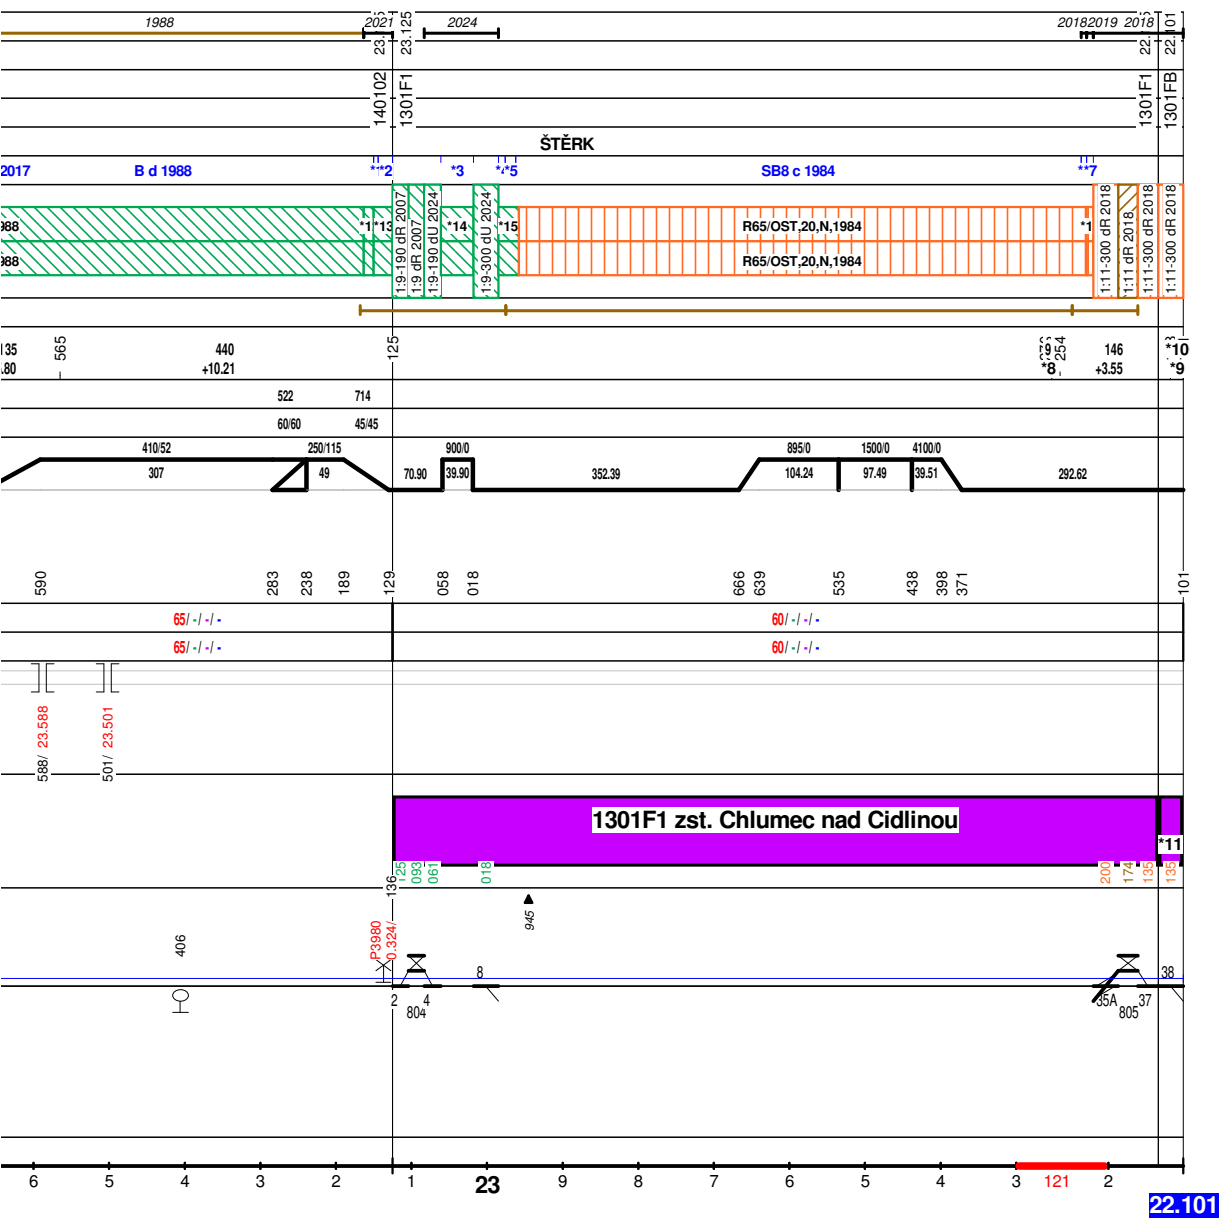 1988 2021 2024 2018 2019 2018
23.125 22.101
140102 1301F1 1301F1 1301FB
ŠTĚRK
2017 B d 1988 *2 *3 *5 SB8 c 1984 *7
1:9-190 dR 2007
1:9 dR 2007
1:9-190 dU 2024
1:9-300 dU 2024
1:11-300 dR 2018
1:11 dR 2018
1:11-300 dR 2018
1:11-300 dR 2018
*13 *14 *15 R65/OST,20,N,1984 *1
R65/OST,20,N,1984
565 125 254
135 440 146 *10
.80 +10.21 *8 +3.55 *9
522 714
60/60 45/45
410/52 250/115 900/0 895/0 1500/0 4100/0
307 49 70.90 39.90 352.39 104.24 97.49 39.51 292.62
590 283 238 189 129 058 018 666 639 535 438 398 371 101
65/ - / - / - 60/ - / - / -
65/ - / - / - 60/ - / - / -
588/ 23.588
501/ 23.501
1301F1 zst. Chlumec nad Cidlinou
*11
125 093 061 018 200 174 135 135
136
945
406
P3980
0.324/
8 38
2 4 35A 37
804 805
6 5 4 3 2 1 23 9 8 7 6 5 4 3 121 2
22.101